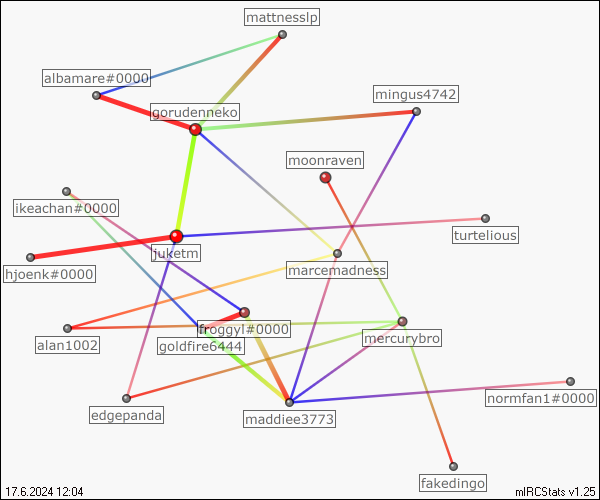 mattnesslp
albamare#0000
mingus4742
gorudenneko
moonraven
ikeachan#0000
turtelious
juketm
hjoenk#0000
marcemadness
froggyl#0000
mercurybro
alan1002
goldfire6444
normfan1#0000
edgepanda
maddiee3773
fakedingo
17.6.2024 12:04
mIRCStats v1.25